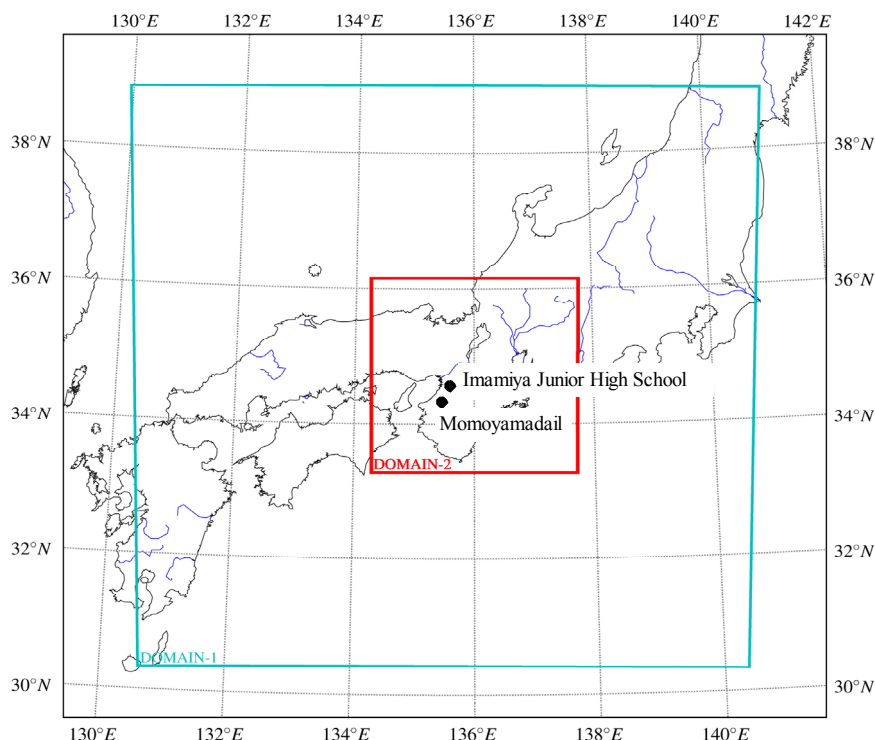 130°E 132°E 134°E 136°E 138°E 140°E 142°E
38°N 38°N
36°N 36°N
Imamiya Junior High School
34°N 34°N
Momoyamadail
DOMAIN-2
32°N 32°N
DOMAIN-1
30°N 30°N
130°E 132°E 134°E 136°E 138°E 140°E